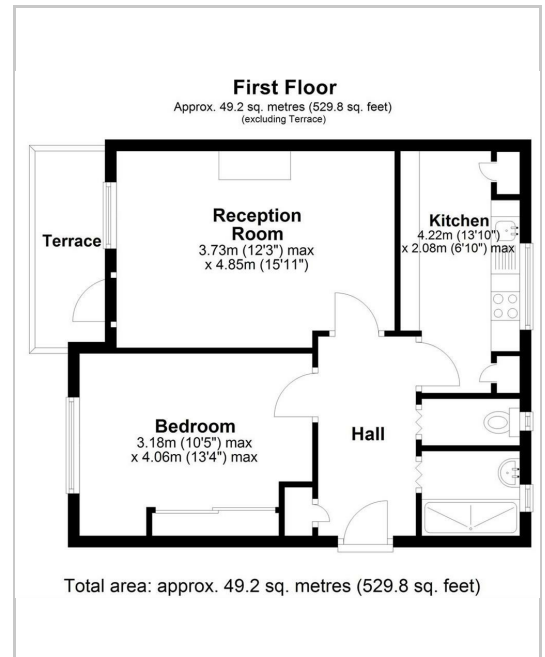 First Floor
Approx. 49.2 sq. metres (529.8 sq. feet)
(excluding Terrace)
Terrace
Reception
Room
3.73m (12'3") max
x 4.85m (15'11")
Kitchen
4.22m (13'10")
x 2.08m (6'10") max
Bedroom
3.18m (10'5") max
x 4.06m (13'4") max
Hall
Total area: approx. 49.2 sq. metres (529.8 sq. feet)